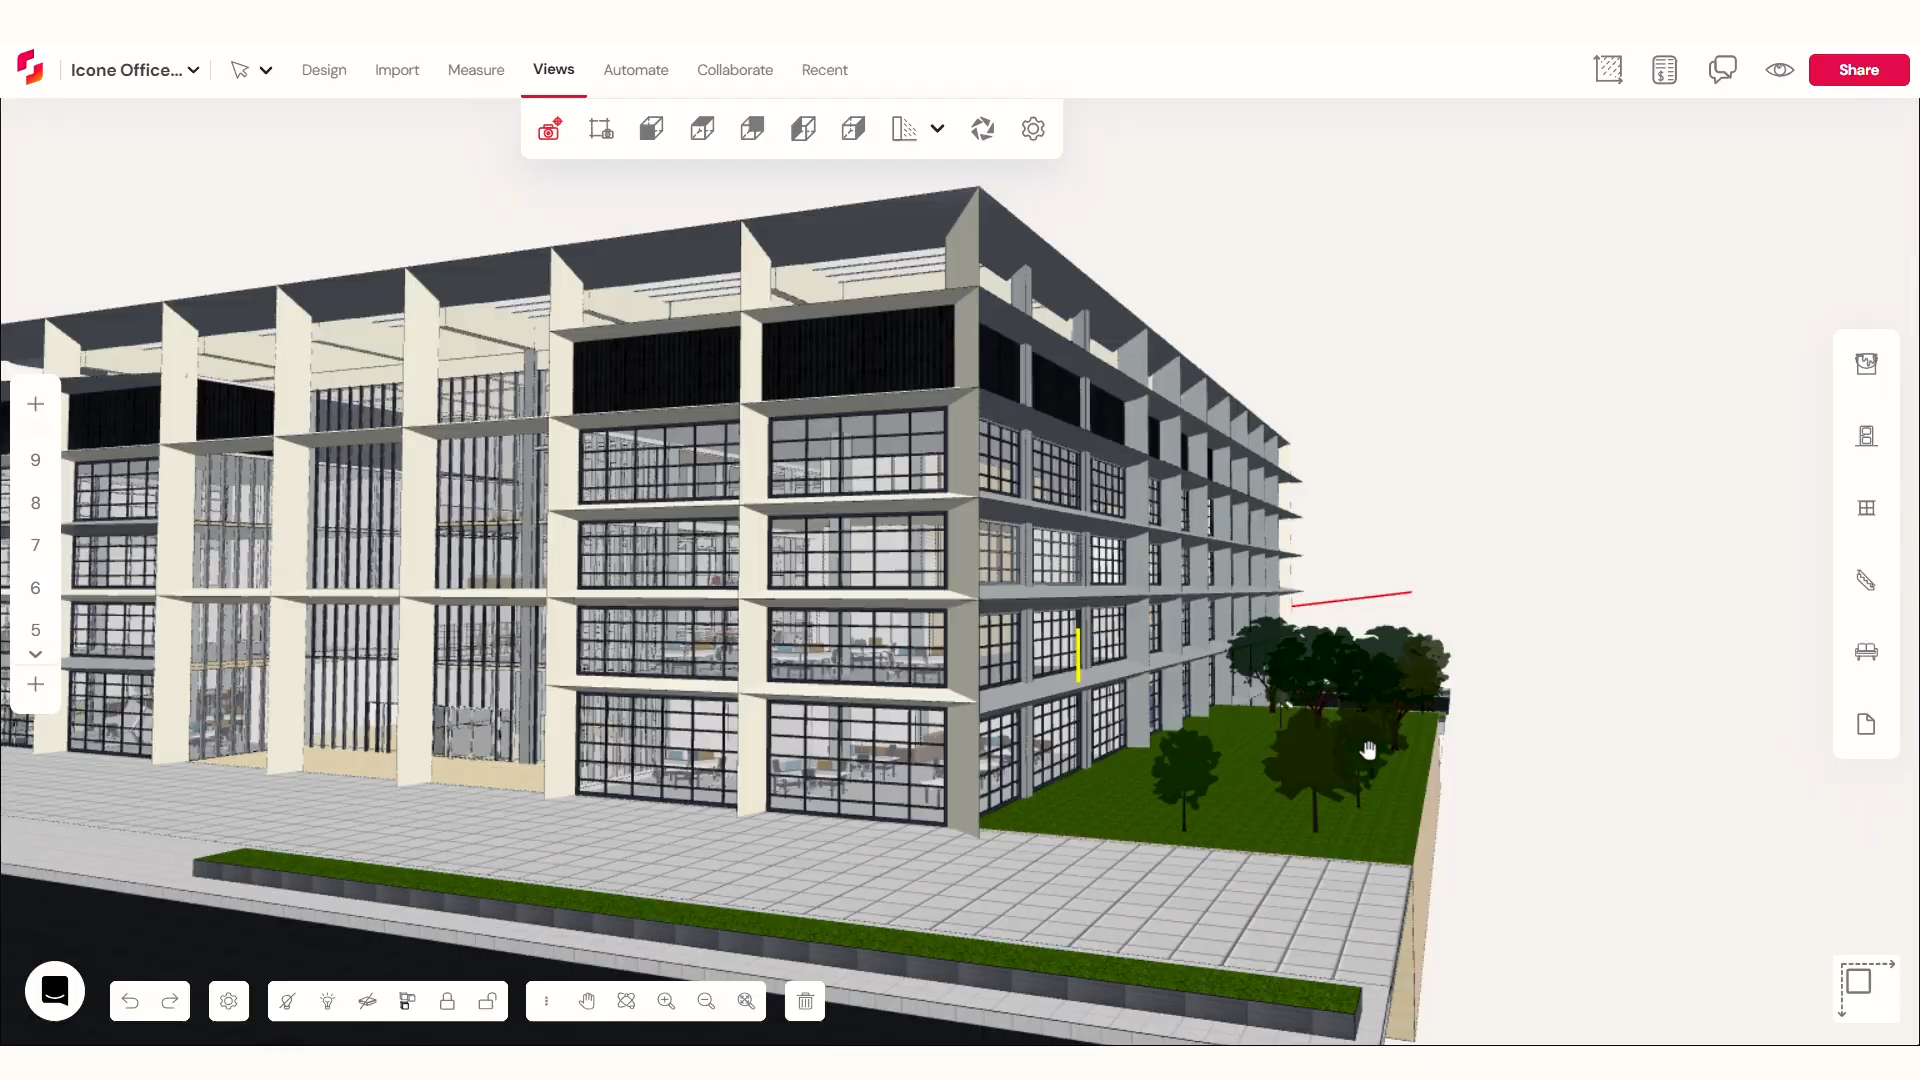 Icone Office...
Design
Import
Measure
Views
Automate
Collaborate
Recent
Share
9
8
7
6
5